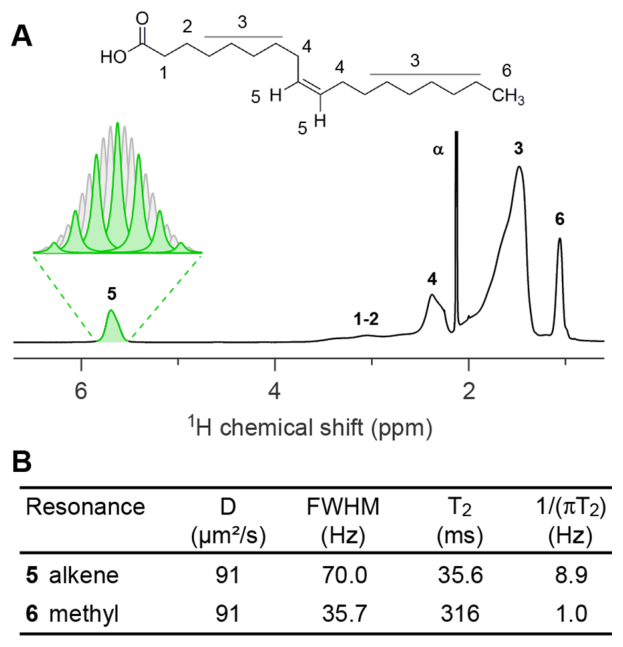 A
O
HO
1
2
3
4
5 H
H
5
4
3
6
CH3
α
3
6
4
5
1-2
6
4
2
1H chemical shift (ppm)
B
Resonance D FWHM T2 1/(πT2)
(µm²/s) (Hz) (ms) (Hz)
5 alkene 91 70.0 35.6 8.9
6 methyl 91 35.7 316 1.0